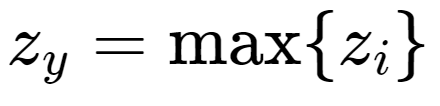 z_y = max{z_i}